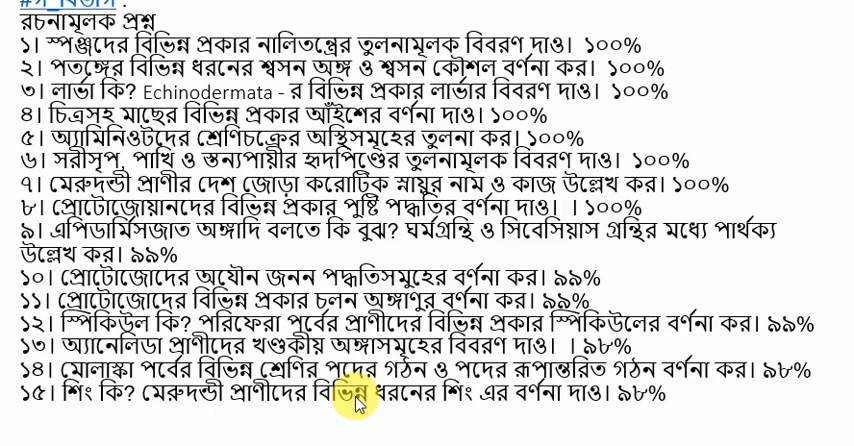 #গ_বিভাগ :
রচনামূলক প্রশ্ন
১। স্পঞ্জদের বিভিন্ন প্রকার নালিতন্ত্রের তুলনামূলক বিবরণ দাও। ১০০%
২। পতঙ্গের বিভিন্ন ধরনের শ্বসন অঙ্গ ও শ্বসন কৌশল বর্ণনা কর। ১০০%
৩। লার্ভা কি? Echinodermata - র বিভিন্ন প্রকার লার্ভার বিবরণ দাও। ১০০%
৪। চিত্রসহ মাছের বিভিন্ন প্রকার আঁইশের বর্ণনা দাও। ১০০%
৫। অ্যামিনিওটদের শ্রেণিচক্রের অস্থিসমূহের তুলনা কর। ১০০%
৬। সরীসৃপ, পাখি ও স্তন্যপায়ীর হৃদপিণ্ডের তুলনামূলক বিবরণ দাও। ১০০%
৭। মেরুদন্ডী প্রাণীর দেশ জোড়া করোটিক স্নায়ুর নাম ও কাজ উল্লেখ কর। ১০০%
৮। প্রোটোজোয়ানদের বিভিন্ন প্রকার পুষ্টি পদ্ধতির বর্ণনা দাও। । ১০০%
৯। এপিডার্মিসজাত অঙ্গাদি বলতে কি বুঝ? ঘর্মগ্রন্থি ও সিবেসিয়াস গ্রন্থির মধ্যে পার্থক্য
উল্লেখ কর। ৯৯%
১০। প্রোটোজোদের অযৌন জনন পদ্ধতিসমুহের বর্ণনা কর। ৯৯%
১১। প্রোটোজোদের বিভিন্ন প্রকার চলন অঙ্গাণুর বর্ণনা কর। ৯৯%
১২। স্পিকিউল কি? পরিফেরা পর্বের প্রাণীদের বিভিন্ন প্রকার স্পিকিউলের বর্ণনা কর। ৯৯%
১৩। অ্যানেলিডা প্রাণীদের খণ্ডকীয় অঙ্গাসমূহের বিবরণ দাও। । ৯৮%
১৪। মোলাস্কা পর্বের বিভিন্ন শ্রেণির পদের গঠন ও পদের রূপান্তরিত গঠন বর্ণনা কর। ৯৮%
১৫। শিং কি? মেরুদন্ডী প্রাণীদের বিভিন্ন ধরনের শিং এর বর্ণনা দাও। ৯৮%